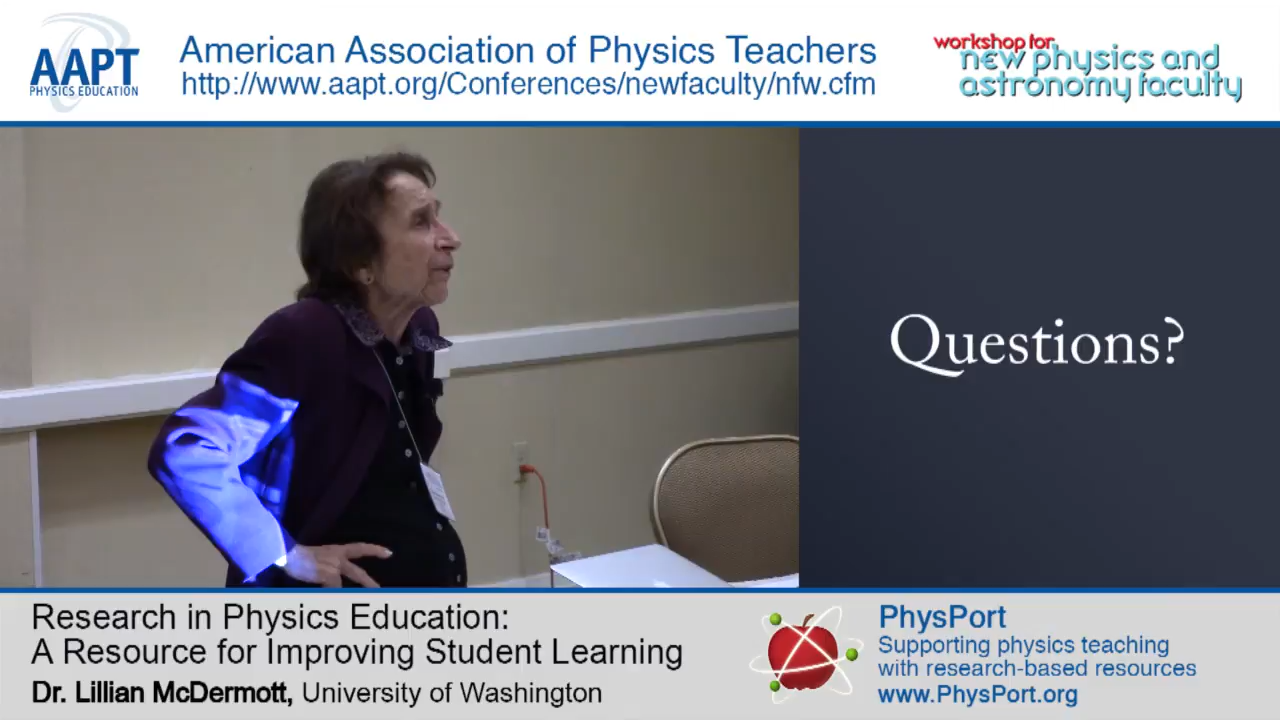 AAPT
PHYSICS EDUCATION
American Association of Physics Teachers
http://www.aapt.org/Conferences/newfaculty/nfw.cfm
workshop for
new physics and
astronomy faculty
Questions?
Research in Physics Education:
A Resource for Improving Student Learning
Dr. Lillian McDermott, University of Washington
PhysPort
Supporting physics teaching
with research-based resources
www.PhysPort.org